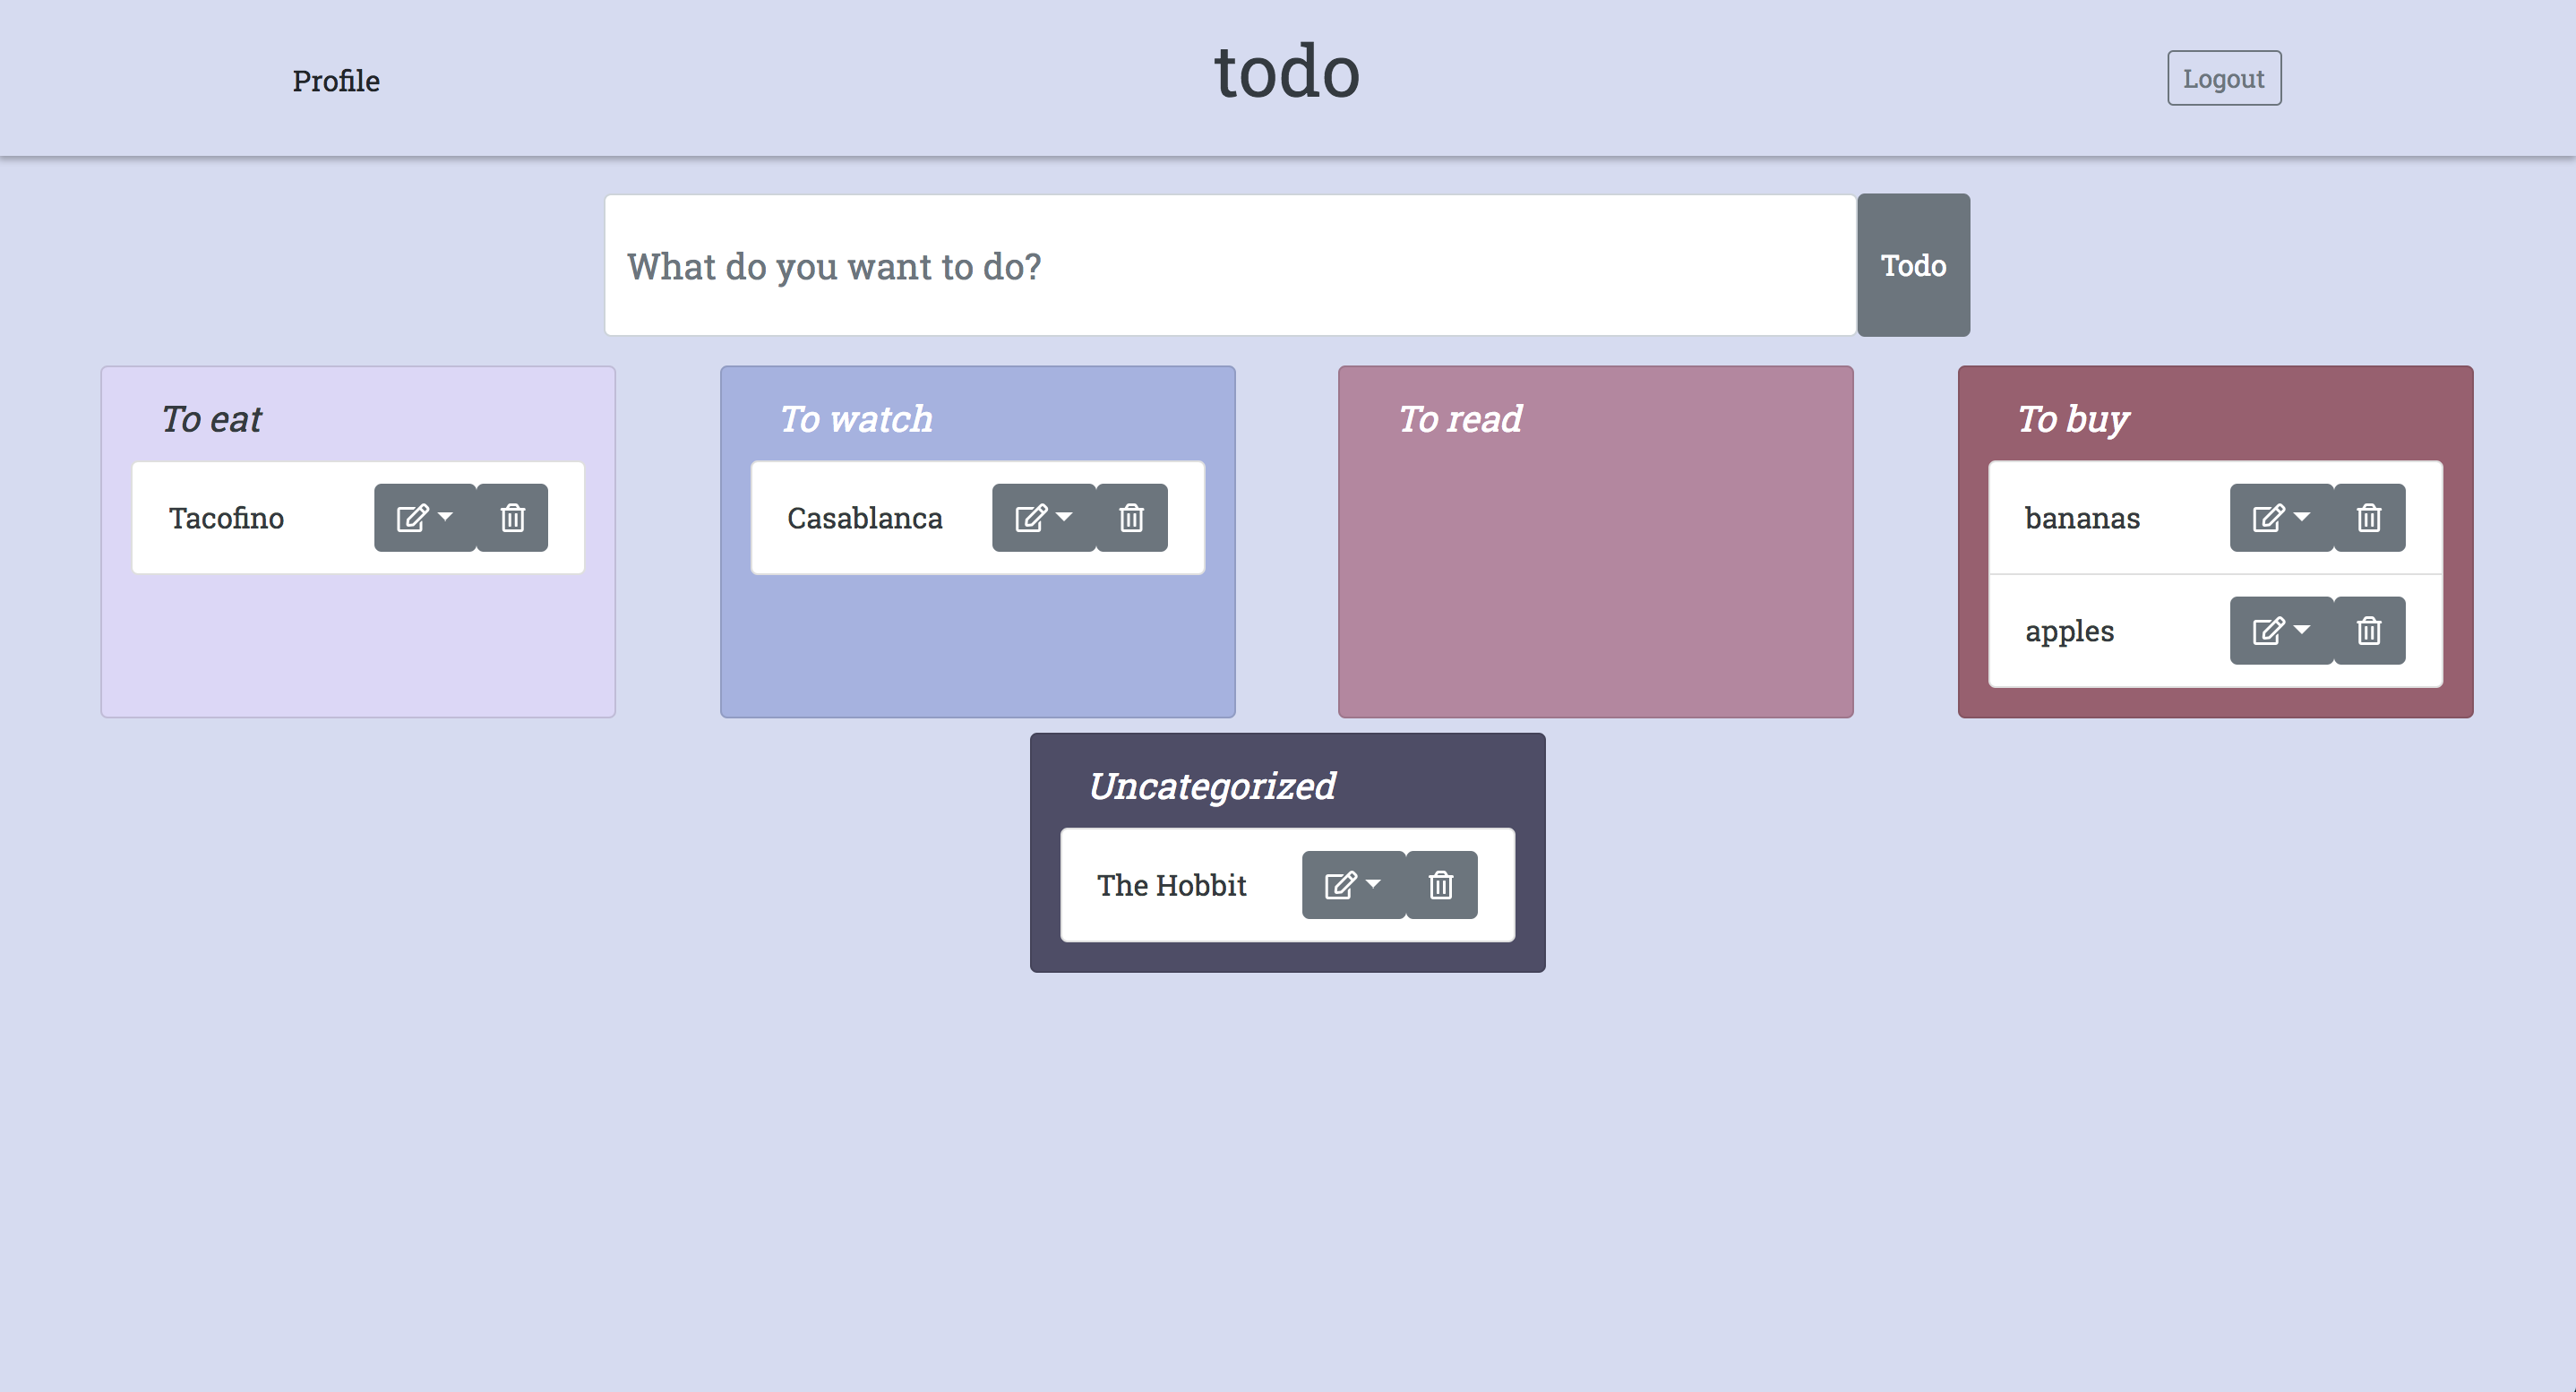 Profile
todo
Logout
What do you want to do?
Todo
To eat
Tacofino
To watch
Casablanca
To read
To buy
bananas
apples
Uncategorized
The Hobbit